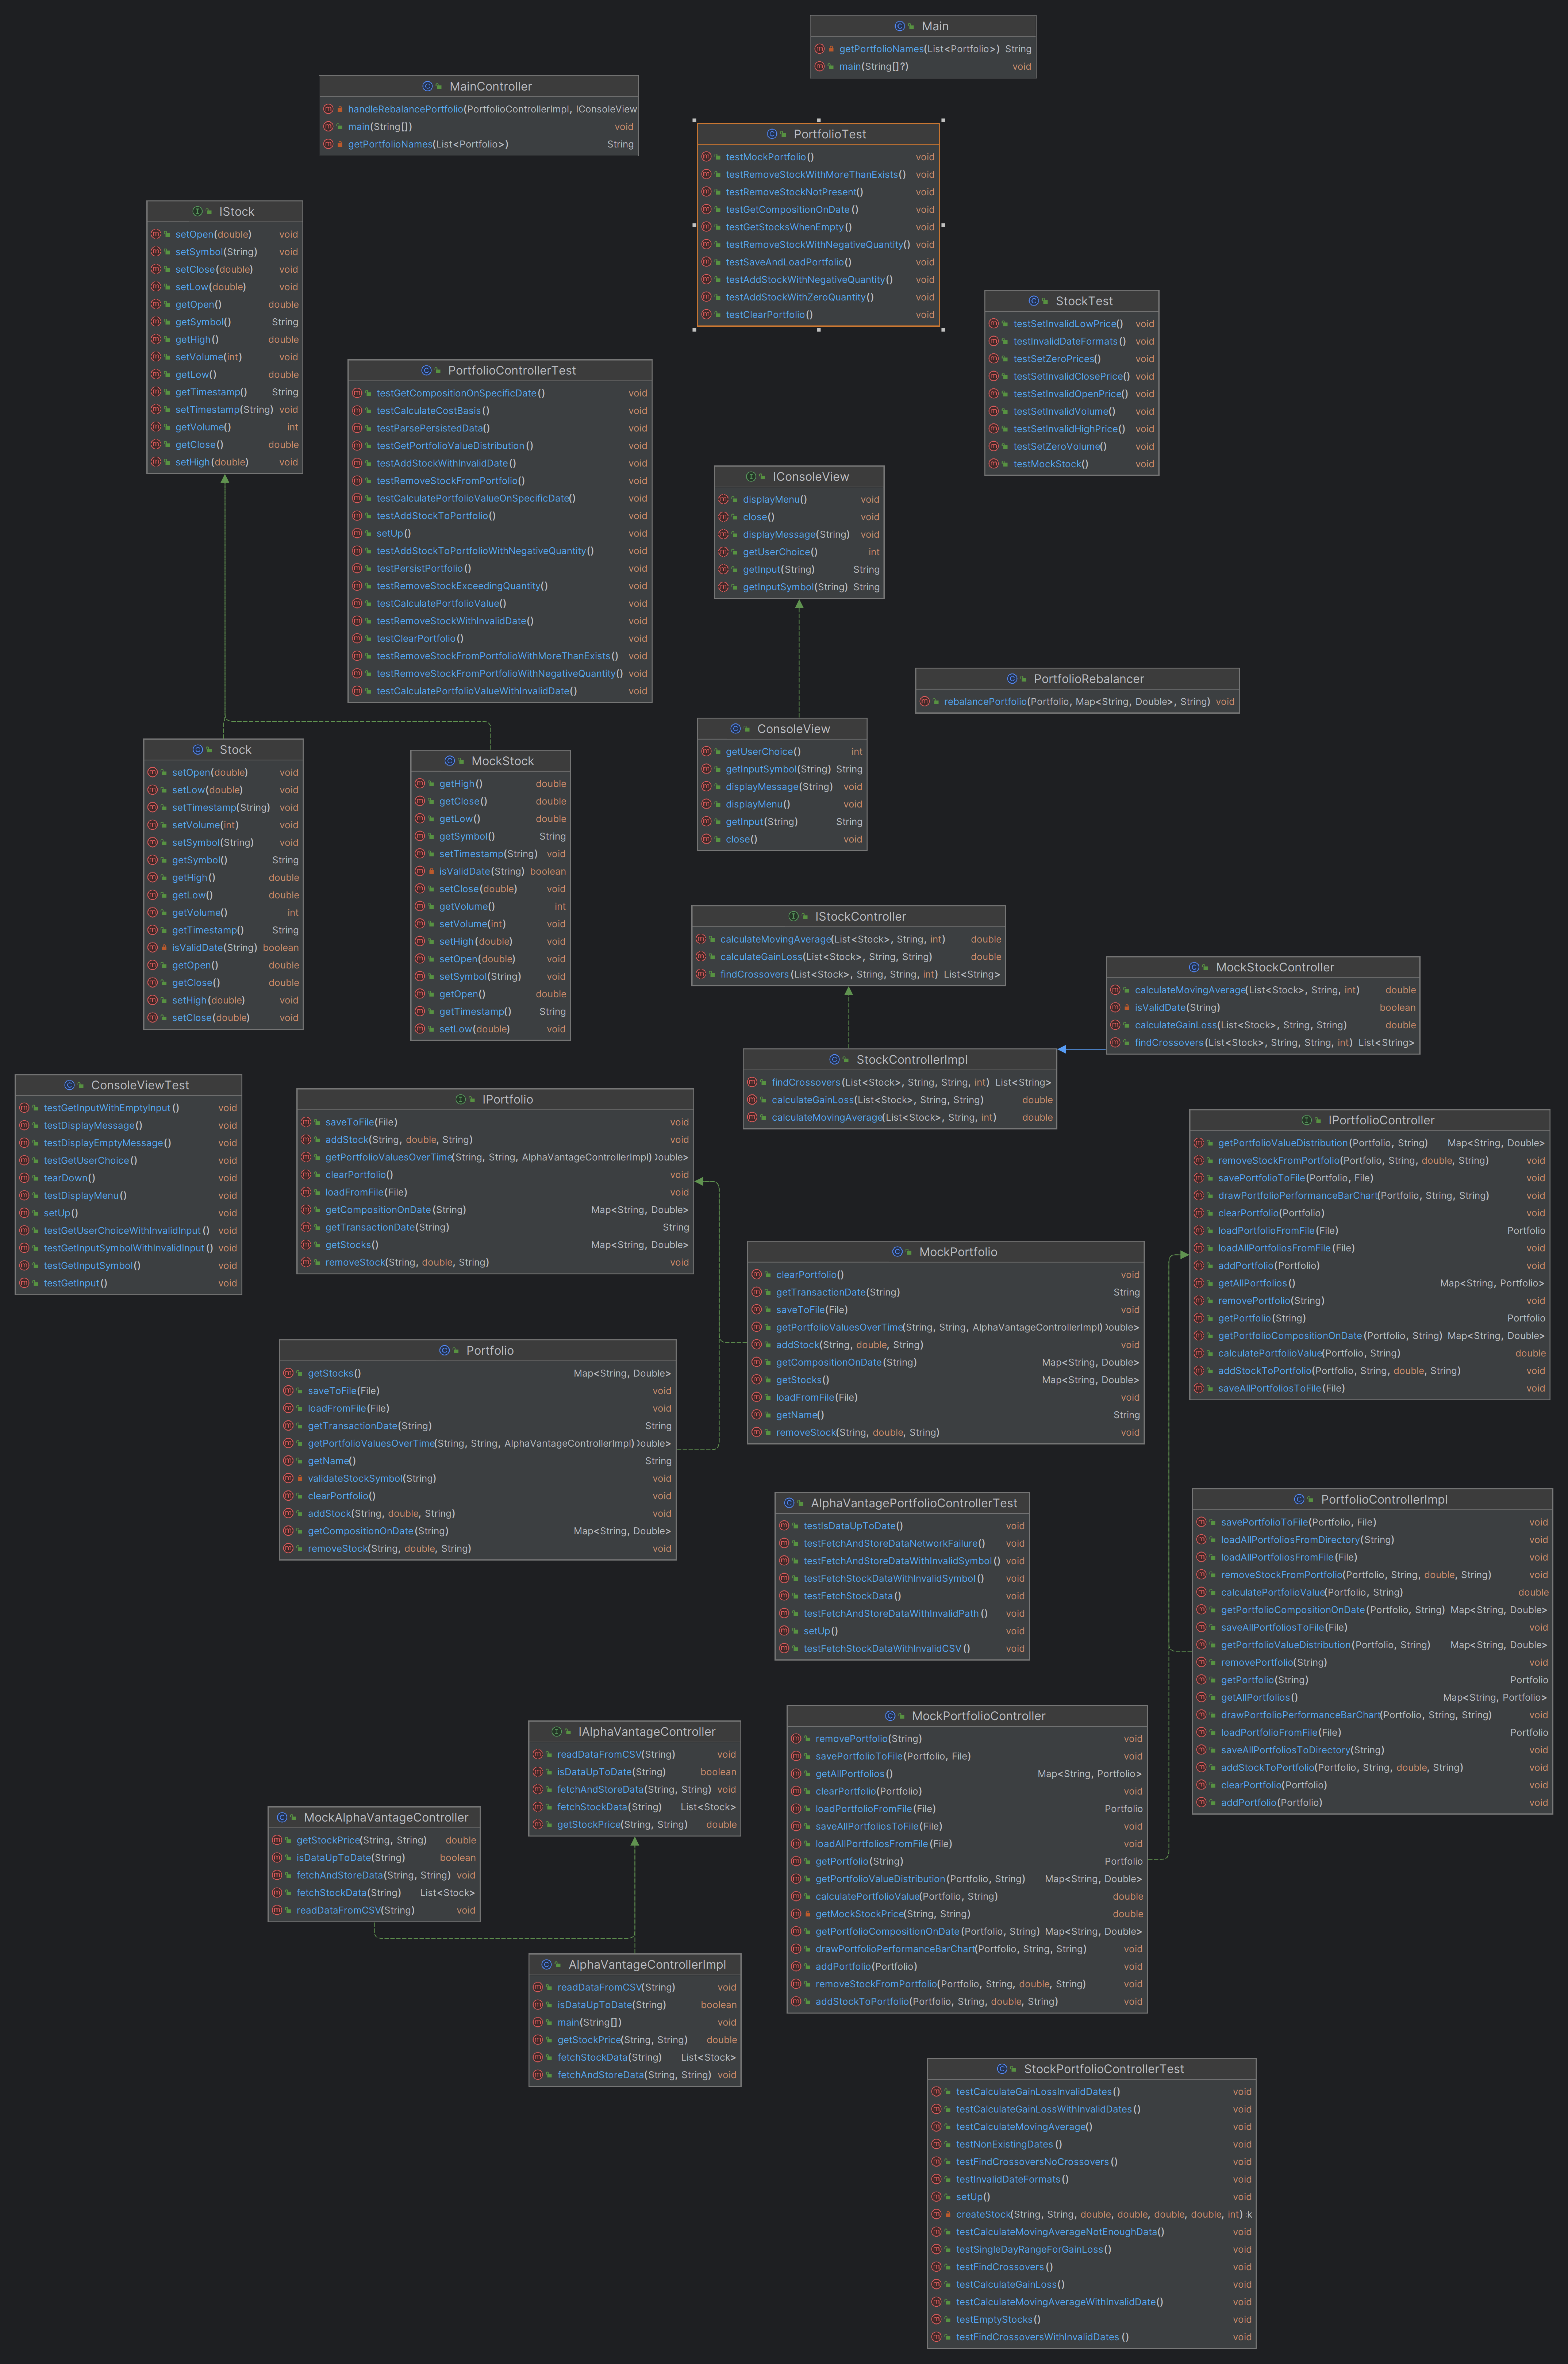 Main
getPortfolioNames(List<Portfolio>) String
main(String[]?) void
MainController
handleRebalancePortfolio(PortfolioControllerImpl, IConsoleView
main(String[]) void
getPortfolioNames(List<Portfolio>) String
PortfolioTest
testMockPortfolio() void
testRemoveStockWithMoreThanExists() void
testRemoveStockNotPresent() void
testGetCompositionOnDate() void
testGetStocksWhenEmpty() void
testRemoveStockWithNegativeQuantity() void
testSaveAndLoadPortfolio() void
testAddStockWithNegativeQuantity() void
testAddStockWithZeroQuantity() void
testClearPortfolio() void
IStock
setOpen(double) void
setSymbol(String) void
setClose(double) void
setLow(double) void
getOpen() double
getSymbol() String
getHigh() double
setVolume(int) void
getLow() double
getTimestamp() String
setTimestamp(String) void
getVolume() int
getClose() double
setHigh(double) void
StockTest
testSetInvalidLowPrice() void
testInvalidDateFormats() void
testSetZeroPrices() void
testSetInvalidClosePrice() void
testSetInvalidOpenPrice() void
testSetInvalidVolume() void
testSetInvalidHighPrice() void
testSetZeroVolume() void
testMockStock() void
PortfolioControllerTest
testGetCompositionOnSpecificDate() void
testCalculateCostBasis() void
testParsePersistedData() void
testGetPortfolioValueDistribution() void
testAddStockWithInvalidDate() void
testRemoveStockFromPortfolio() void
testCalculatePortfolioValueOnSpecificDate() void
testAddStockToPortfolio() void
setUp() void
testAddStockToPortfolioWithNegativeQuantity() void
testPersistPortfolio() void
testRemoveStockExceedingQuantity() void
testCalculatePortfolioValue() void
testRemoveStockWithInvalidDate() void
testClearPortfolio() void
testRemoveStockFromPortfolioWithMoreThanExists() void
testRemoveStockFromPortfolioWithNegativeQuantity() void
testCalculatePortfolioValueWithInvalidDate() void
IConsoleView
displayMenu() void
close() void
displayMessage(String) void
getUserChoice() int
getInput(String) String
getInputSymbol(String) String
PortfolioRebalancer
rebalancePortfolio(Portfolio, Map<String, Double>, String) void
ConsoleView
getUserChoice() int
getInputSymbol(String) String
displayMessage(String) void
displayMenu() void
getInput(String) String
close() void
Stock
setOpen(double) void
setLow(double) void
setTimestamp(String) void
setVolume(int) void
setSymbol(String) void
getSymbol() String
getHigh() double
getLow() double
getVolume() int
getTimestamp() String
isValidDate(String) boolean
getOpen() double
getClose() double
setHigh(double) void
setClose(double) void
MockStock
getHigh() double
getClose() double
getLow() double
getSymbol() String
setTimestamp(String) void
isValidDate(String) boolean
setClose(double) void
getVolume() int
setVolume(int) void
setHigh(double) void
setOpen(double) void
setSymbol(String) void
getOpen() double
getTimestamp() String
setLow(double) void
IStockController
calculateMovingAverage(List<Stock>, String, int) double
calculateGainLoss(List<Stock>, String, String) double
findCrossovers(List<Stock>, String, String, int) List<String>
MockStockController
calculateMovingAverage(List<Stock>, String, int) double
isValidDate(String) boolean
calculateGainLoss(List<Stock>, String, String) double
findCrossovers(List<Stock>, String, String, int) List<String>
StockControllerImpl
findCrossovers(List<Stock>, String, String, int) List<String>
calculateGainLoss(List<Stock>, String, String) double
calculateMovingAverage(List<Stock>, String, int) double
ConsoleViewTest
testGetInputWithEmptyInput() void
testDisplayMessage() void
testDisplayEmptyMessage() void
testGetUserChoice() void
tearDown() void
testDisplayMenu() void
setUp() void
testGetUserChoiceWithInvalidInput() void
testGetInputSymbolWithInvalidInput() void
testGetInputSymbol() void
testGetInput() void
IPortfolio
saveToFile(File) void
addStock(String, double, String) void
getPortfolioValuesOverTime(String, String, AlphaVantageControllerImpl) Double>
clearPortfolio() void
loadFromFile(File) void
getCompositionOnDate(String) Map<String, Double>
getTransactionDate(String) String
getStocks() Map<String, Double>
removeStock(String, double, String) void
IPortfolioController
getPortfolioValueDistribution(Portfolio, String) Map<String, Double>
removeStockFromPortfolio(Portfolio, String, double, String) void
savePortfolioToFile(Portfolio, File) void
drawPortfolioPerformanceBarChart(Portfolio, String, String) void
clearPortfolio(Portfolio) void
loadPortfolioFromFile(File) Portfolio
loadAllPortfoliosFromFile(File) void
addPortfolio(Portfolio) void
getAllPortfolios() Map<String, Portfolio>
removePortfolio(String) void
getPortfolio(String) Portfolio
getPortfolioCompositionOnDate(Portfolio, String) Map<String, Double>
calculatePortfolioValue(Portfolio, String) double
addStockToPortfolio(Portfolio, String, double, String) void
saveAllPortfoliosToFile(File) void
MockPortfolio
clearPortfolio() void
getTransactionDate(String) String
saveToFile(File) void
getPortfolioValuesOverTime(String, String, AlphaVantageControllerImpl) Double>
addStock(String, double, String) void
getCompositionOnDate(String) Map<String, Double>
getStocks() Map<String, Double>
loadFromFile(File) void
getName() String
removeStock(String, double, String) void
Portfolio
getStocks() Map<String, Double>
saveToFile(File) void
loadFromFile(File) void
getTransactionDate(String) String
getPortfolioValuesOverTime(String, String, AlphaVantageControllerImpl) Double>
getName() String
validateStockSymbol(String) void
clearPortfolio() void
addStock(String, double, String) void
getCompositionOnDate(String) Map<String, Double>
removeStock(String, double, String) void
AlphaVantagePortfolioControllerTest
testIsDataUpToDate() void
testFetchAndStoreDataNetworkFailure() void
testFetchAndStoreDataWithInvalidSymbol() void
testFetchStockDataWithInvalidSymbol() void
testFetchStockData() void
testFetchAndStoreDataWithInvalidPath() void
setUp() void
testFetchStockDataWithInvalidCSV() void
PortfolioControllerImpl
savePortfolioToFile(Portfolio, File) void
loadAllPortfoliosFromDirectory(String) void
loadAllPortfoliosFromFile(File) void
removeStockFromPortfolio(Portfolio, String, double, String) void
calculatePortfolioValue(Portfolio, String) double
getPortfolioCompositionOnDate(Portfolio, String) Map<String, Double>
saveAllPortfoliosToFile(File) void
getPortfolioValueDistribution(Portfolio, String) Map<String, Double>
removePortfolio(String) void
getPortfolio(String) Portfolio
getAllPortfolios() Map<String, Portfolio>
drawPortfolioPerformanceBarChart(Portfolio, String, String) void
loadPortfolioFromFile(File) Portfolio
saveAllPortfoliosToDirectory(String) void
addStockToPortfolio(Portfolio, String, double, String) void
clearPortfolio(Portfolio) void
addPortfolio(Portfolio) void
MockPortfolioController
removePortfolio(String) void
savePortfolioToFile(Portfolio, File) void
getAllPortfolios() Map<String, Portfolio>
clearPortfolio(Portfolio) void
loadPortfolioFromFile(File) Portfolio
saveAllPortfoliosToFile(File) void
loadAllPortfoliosFromFile(File) void
getPortfolio(String) Portfolio
getPortfolioValueDistribution(Portfolio, String) Map<String, Double>
calculatePortfolioValue(Portfolio, String) double
getMockStockPrice(String, String) double
getPortfolioCompositionOnDate(Portfolio, String) Map<String, Double>
drawPortfolioPerformanceBarChart(Portfolio, String, String) void
addPortfolio(Portfolio) void
removeStockFromPortfolio(Portfolio, String, double, String) void
addStockToPortfolio(Portfolio, String, double, String) void
IAlphaVantageController
readDataFromCSV(String) void
isDataUpToDate(String) boolean
fetchAndStoreData(String, String) void
fetchStockData(String) List<Stock>
getStockPrice(String, String) double
MockAlphaVantageController
getStockPrice(String, String) double
isDataUpToDate(String) boolean
fetchAndStoreData(String, String) void
fetchStockData(String) List<Stock>
readDataFromCSV(String) void
AlphaVantageControllerImpl
readDataFromCSV(String) void
isDataUpToDate(String) boolean
main(String[]) void
getStockPrice(String, String) double
fetchStockData(String) List<Stock>
fetchAndStoreData(String, String) void
StockPortfolioControllerTest
testCalculateGainLossInvalidDates() void
testCalculateGainLossWithInvalidDates() void
testCalculateMovingAverage() void
testNonExistingDates() void
testFindCrossoversNoCrossovers() void
testInvalidDateFormats() void
setUp() void
createStock(String, String, double, double, double, double, int) k
testCalculateMovingAverageNotEnoughData() void
testSingleDayRangeForGainLoss() void
testFindCrossovers() void
testCalculateGainLoss() void
testCalculateMovingAverageWithInvalidDate() void
testEmptyStocks() void
testFindCrossoversWithInvalidDates() void